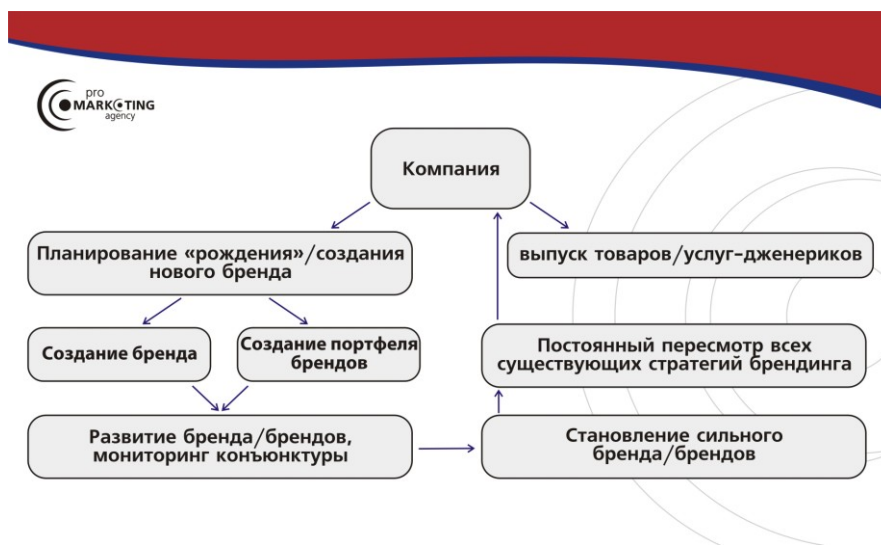 pro
MARKETING
agency
Компания
Планирование «рождения»/создания
нового бренда
выпуск товаров/услуг-дженериков
Создание бренда
Создание портфеля
брендов
Постоянный пересмотр всех
существующих стратегий брендинга
Развитие бренда/брендов,
мониторинг конъюнктуры
Становление сильного
бренда/брендов